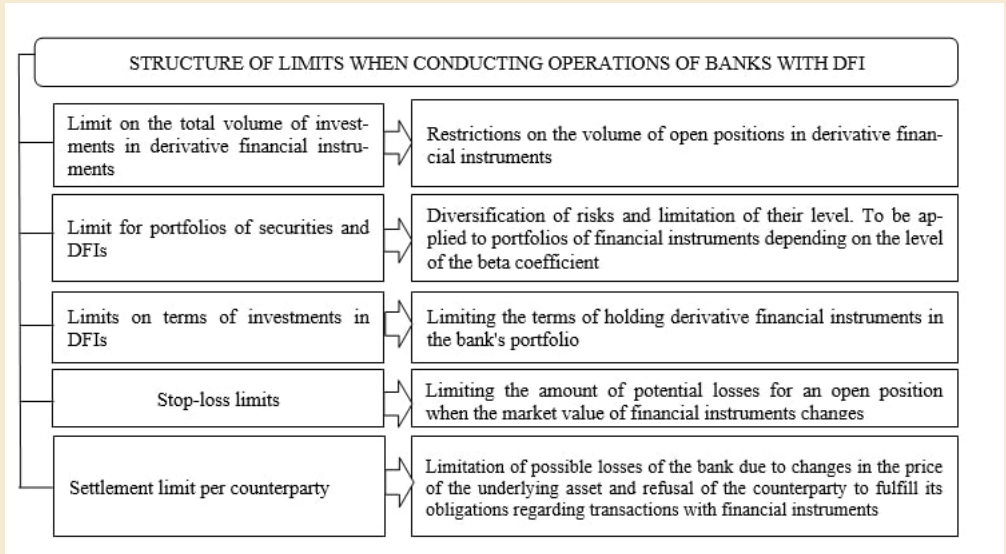 STRUCTURE OF LIMITS WHEN CONDUCTING OPERATIONS OF BANKS WITH DFI
Limit on the total volume of invest-
ments in derivative financial instru-
ments
Restrictions on the volume of open positions in derivative finan-
cial instruments
Limit for portfolios of securities and
DFIs
Diversification of risks and limitation of their level. To be ap-
plied to portfolios of financial instruments depending on the level
of the beta coefficient
Limits on terms of investments in
DFIs
Limiting the terms of holding derivative financial instruments in
the bank's portfolio
Stop-loss limits
Limiting the amount of potential losses for an open position
when the market value of financial instruments changes
Settlement limit per counterparty
Limitation of possible losses of the bank due to changes in the price
of the underlying asset and refusal of the counterparty to fulfill its
obligations regarding transactions with financial instruments